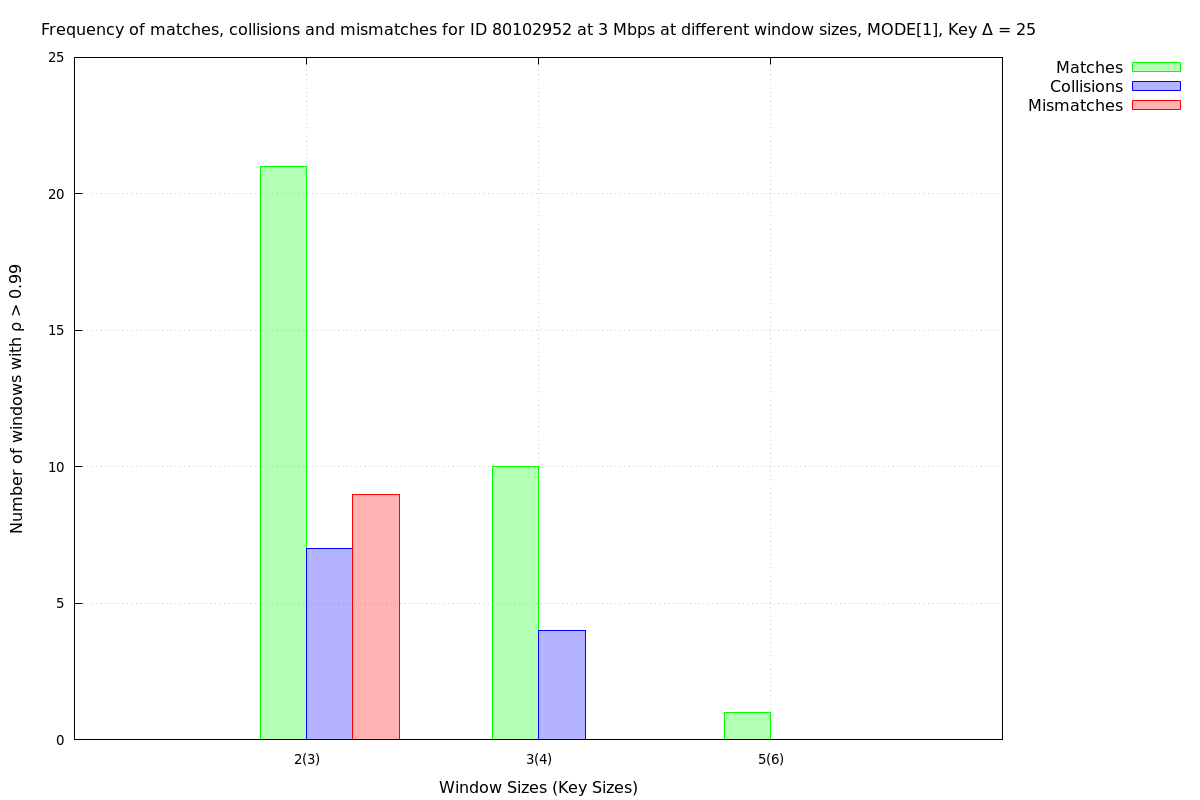 Frequency of matches, collisions and mismatches for ID 80102952 at 3 Mbps at different window sizes, MODE[1], Key Δ = 25
Matches
Collisions
Mismatches
Number of windows with ρ > 0.99
25
20
15
10
5
0
2(3) 3(4) 5(6)
Window Sizes (Key Sizes)